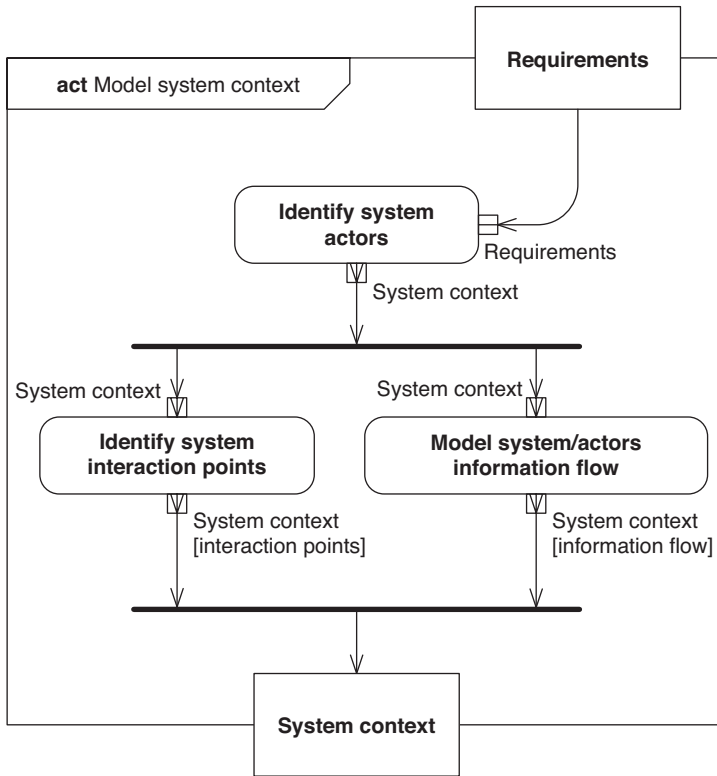 Requirements
act Model system context
Identify system
actors
Requirements
System context
System context
System context
Identify system
interaction points
Model system/actors
information flow
System context
[interaction points]
System context
[information flow]
System context